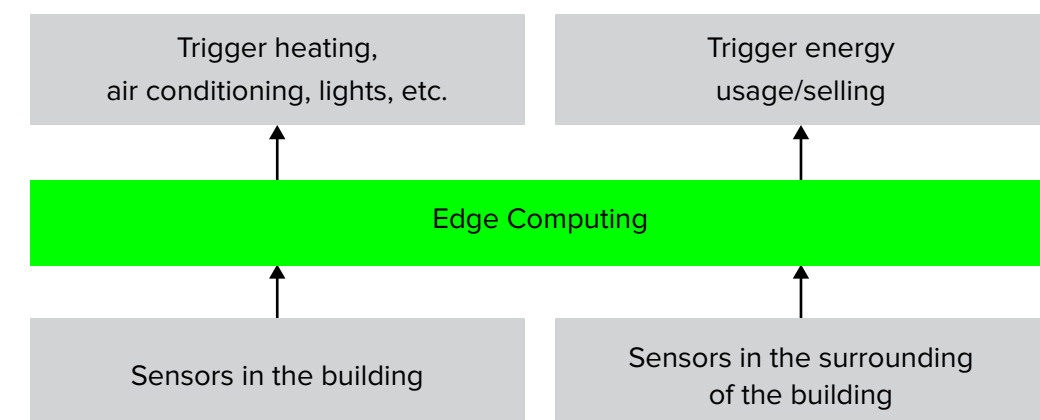 Trigger heating,
air conditioning, lights, etc.
Trigger energy
usage/selling
Edge Computing
Sensors in the building
Sensors in the surrounding
of the building